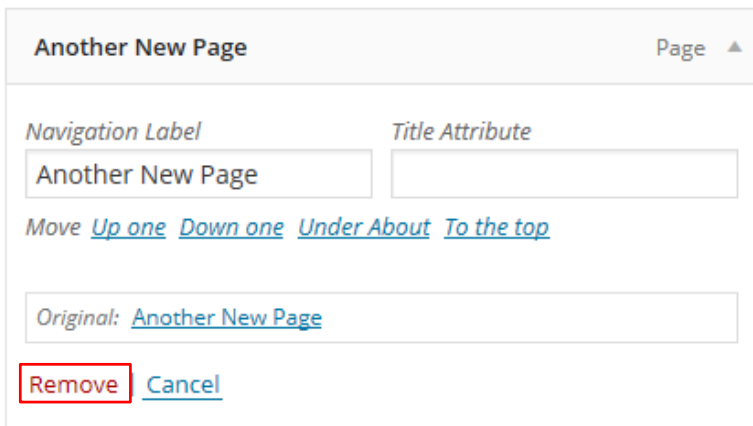 Another New Page Page
Navigation Label Title Attribute
Another New Page
Move Up one Down one Under About To the top
Original: Another New Page
Remove | Cancel